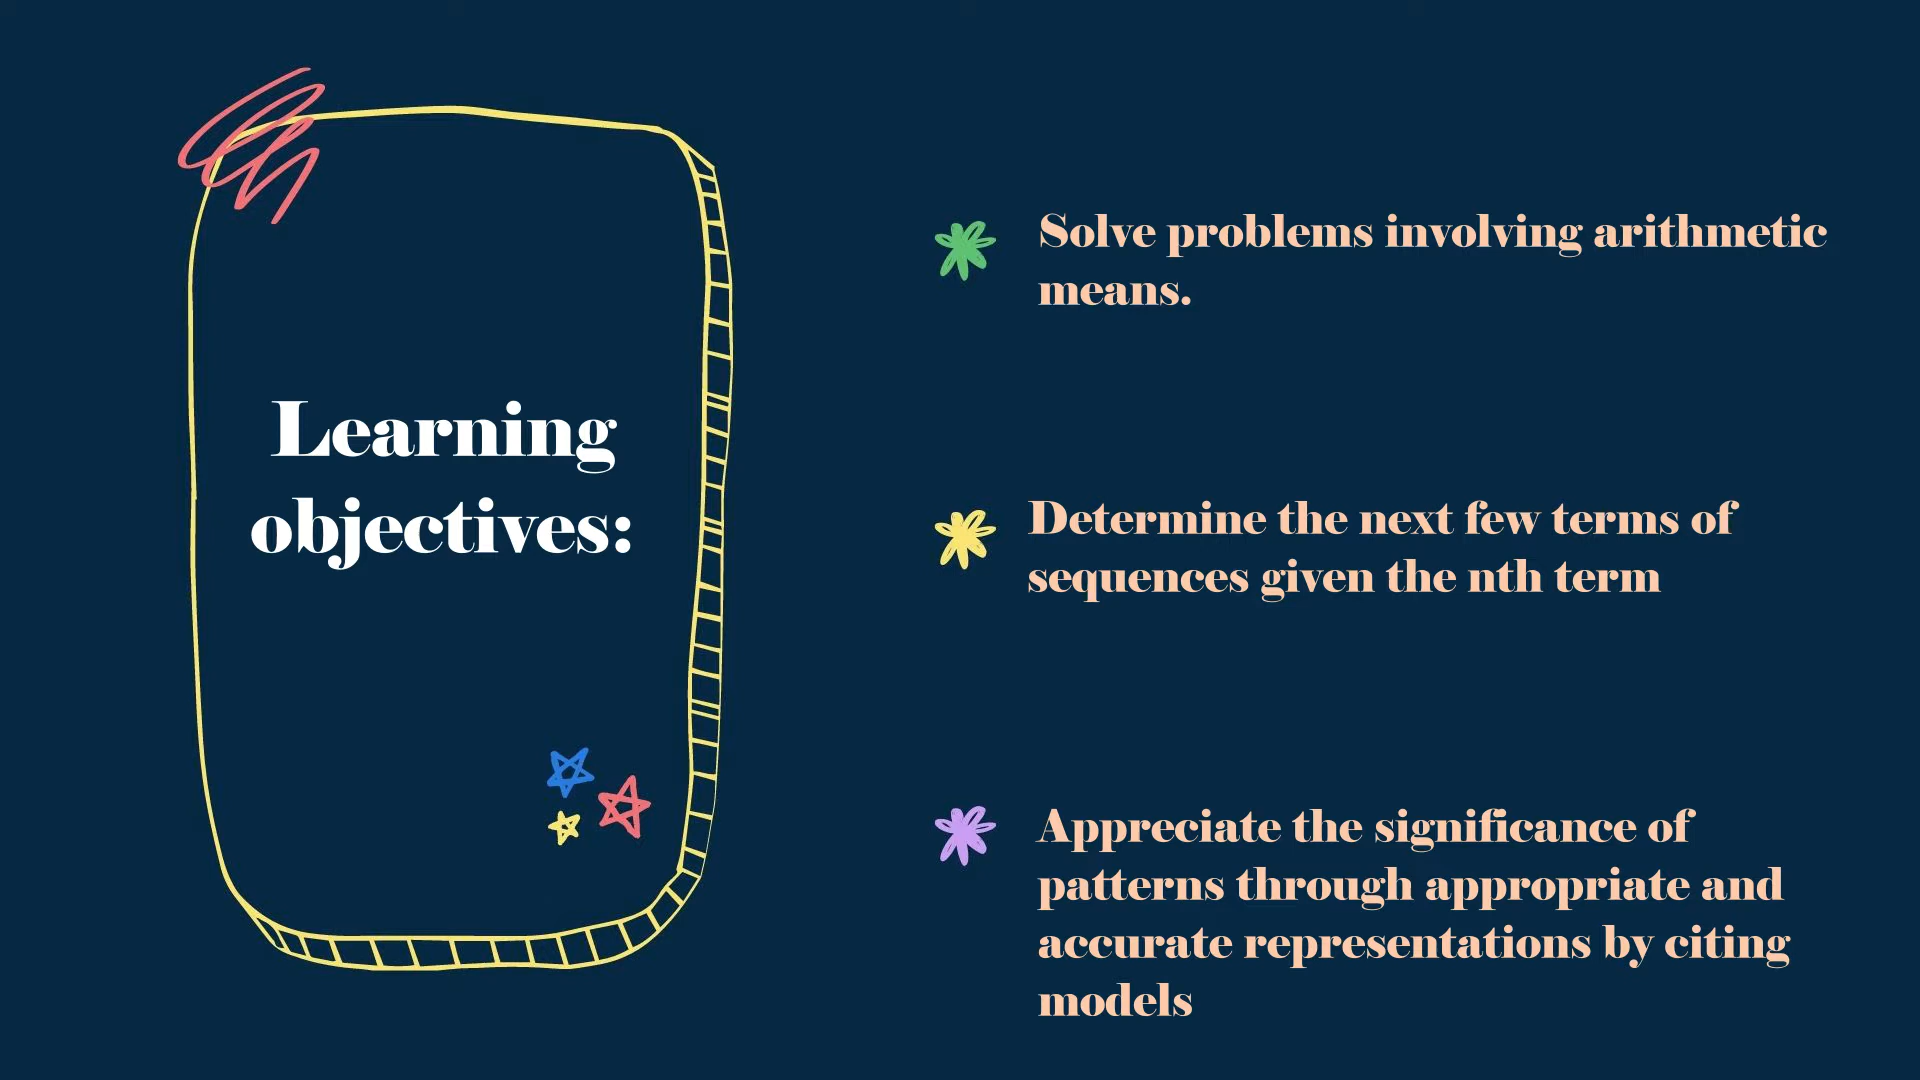 Learning
objectives:
Solve problems involving arithmetic
means.
Determine the next few terms of
sequences given the nth term
Appreciate the significance of
patterns through appropriate and
accurate representations by citing
models